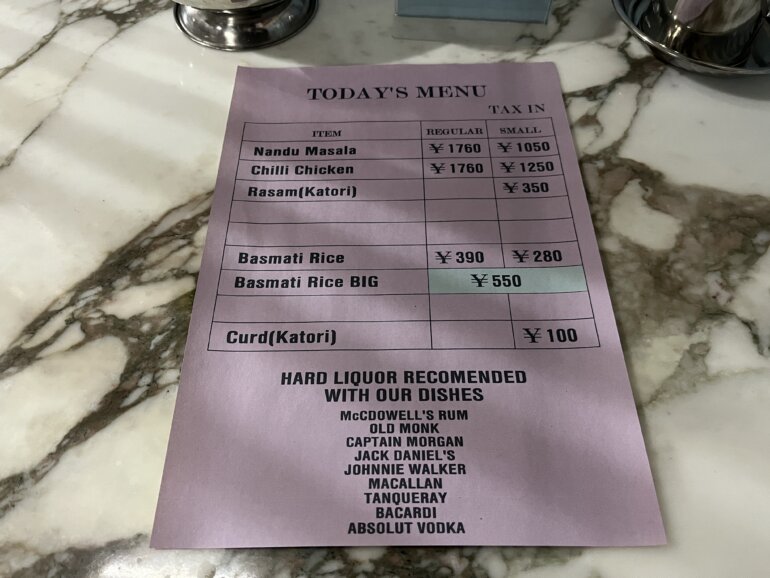 TODAY'S MENU
TAX IN
ITEM REGULAR SMALL
Nandu Masala ¥1760 ¥1050
Chilli Chicken ¥1760 ¥1250
Rasam(Katori) ¥350
Basmati Rice ¥390 ¥280
Basmati Rice BIG ¥550
Curd(Katori) ¥100
HARD LIQUOR RECOMENDED
WITH OUR DISHES
McCDOWELL'S RUM
OLD MONK
CAPTAIN MORGAN
JACK DANIEL'S
JOHNNIE WALKER
MACALLAN
TANQUERAY
BACARDI
ABSOLUT VODKA